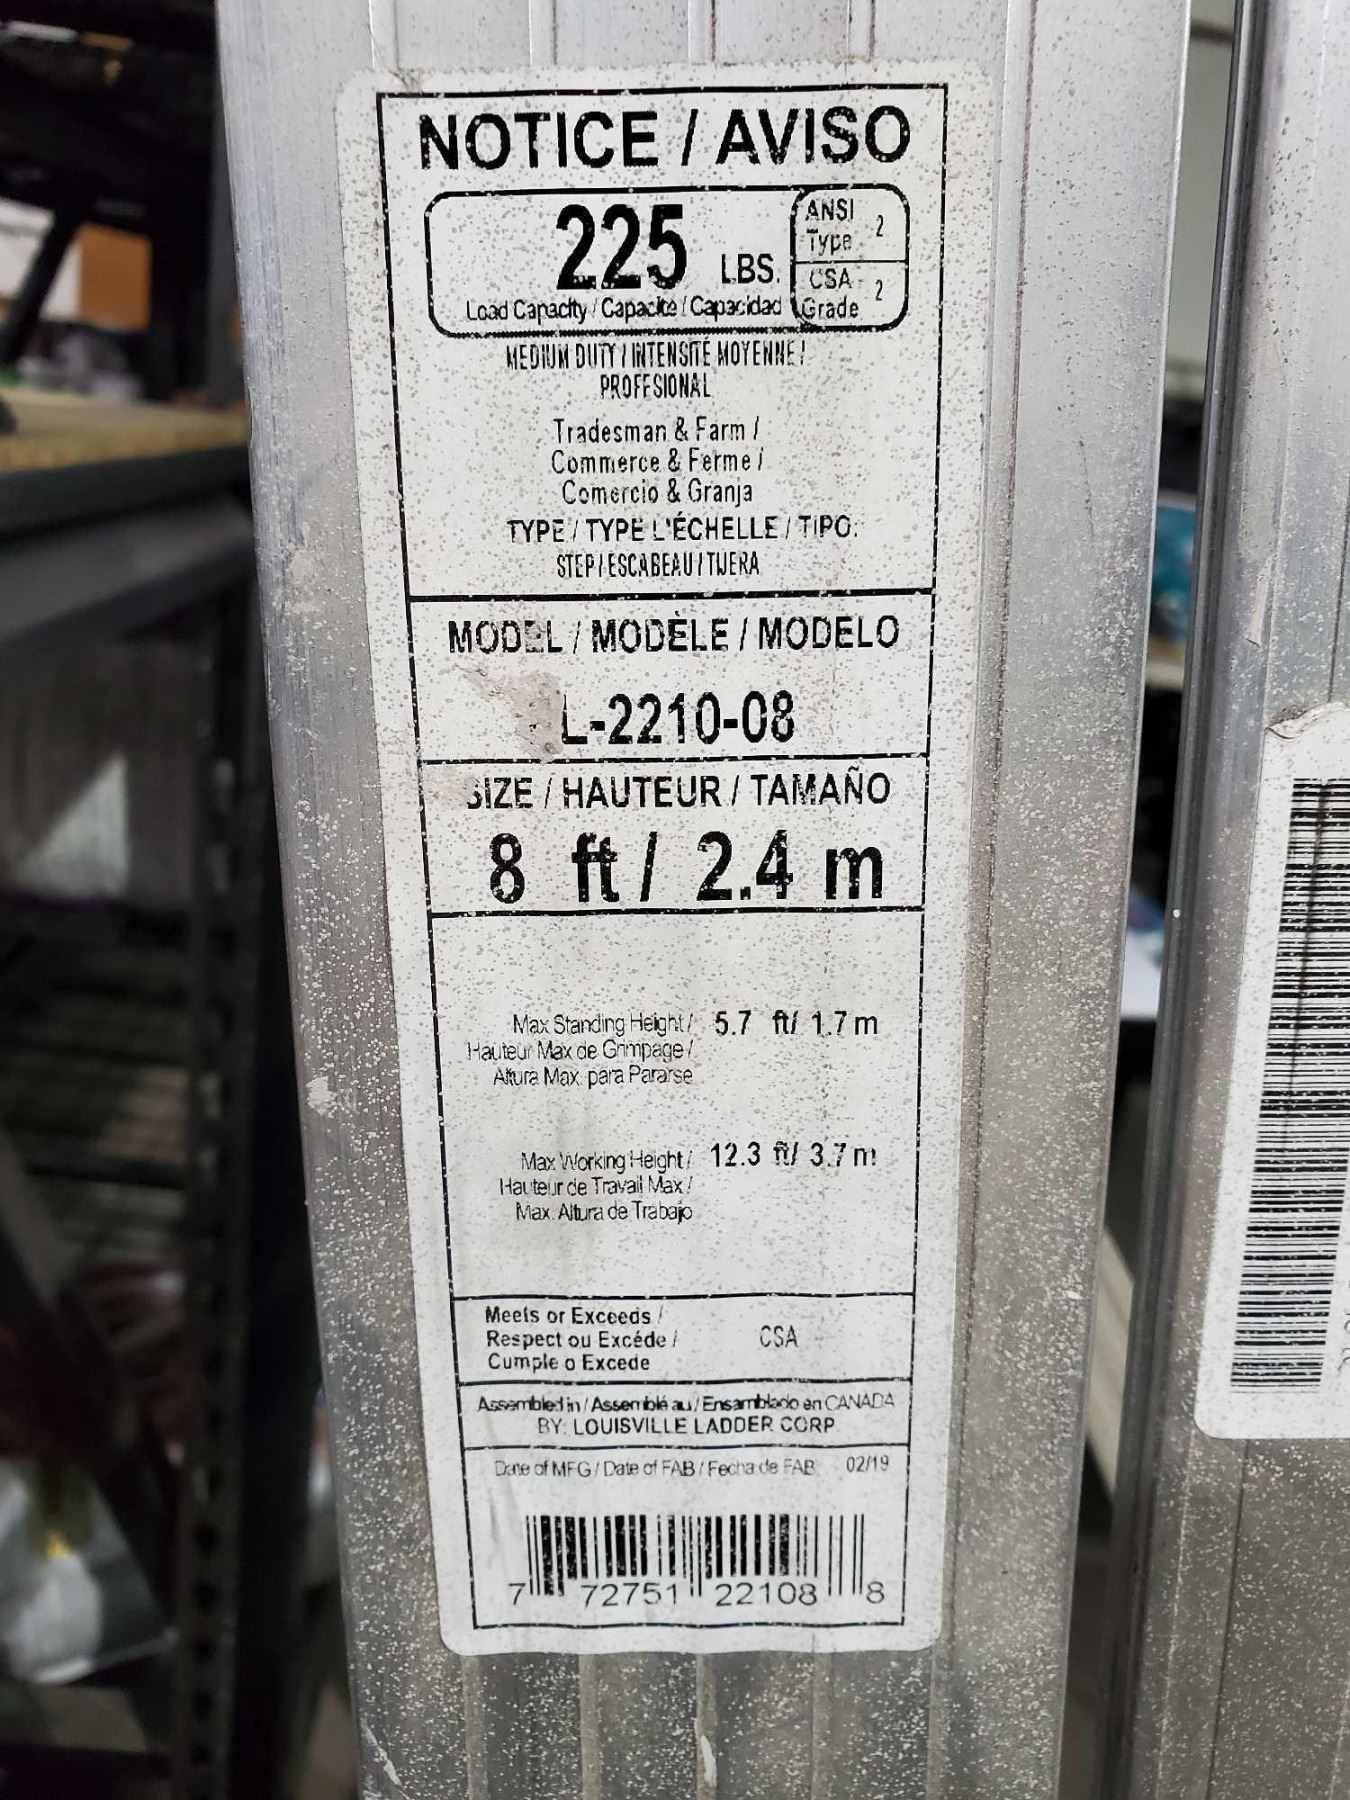 NOTICE / AVISO
225 LBS.
ANSI Type 2
CSA Grade 2
Load Capacity / Capacité / Capacidad
MEDIUM DUTY / INTENSITÉ MOYENNE /
PROFESIONAL
Tradesman & Farm /
Commerce & Ferme /
Comercio & Granja
TYPE / TYPE L'ÉCHELLE / TIPO:
STEP / ESCABEAU / TIJERA
MODEL / MODÈLE / MODELO
L-2210-08
SIZE / HAUTEUR / TAMAÑO
8 ft / 2.4 m
Max Standing Height / 5.7 ft/ 1.7 m
Hauteur Max de Grimpage /
Altura Max. para Pararse
Max Working Height / 12.3 ft/ 3.7 m
Hauteur de Travail Max /
Max. Altura de Trabajo
Meets or Exceeds /
Respect ou Excéde / CSA
Cumple o Excede
Assembled in / Assemblé au / Ensamblado en CANADA
BY: LOUISVILLE LADDER CORP
Date of MFG / Date of FAB / Fecha de FAB 02/19
7 72751 22108 8